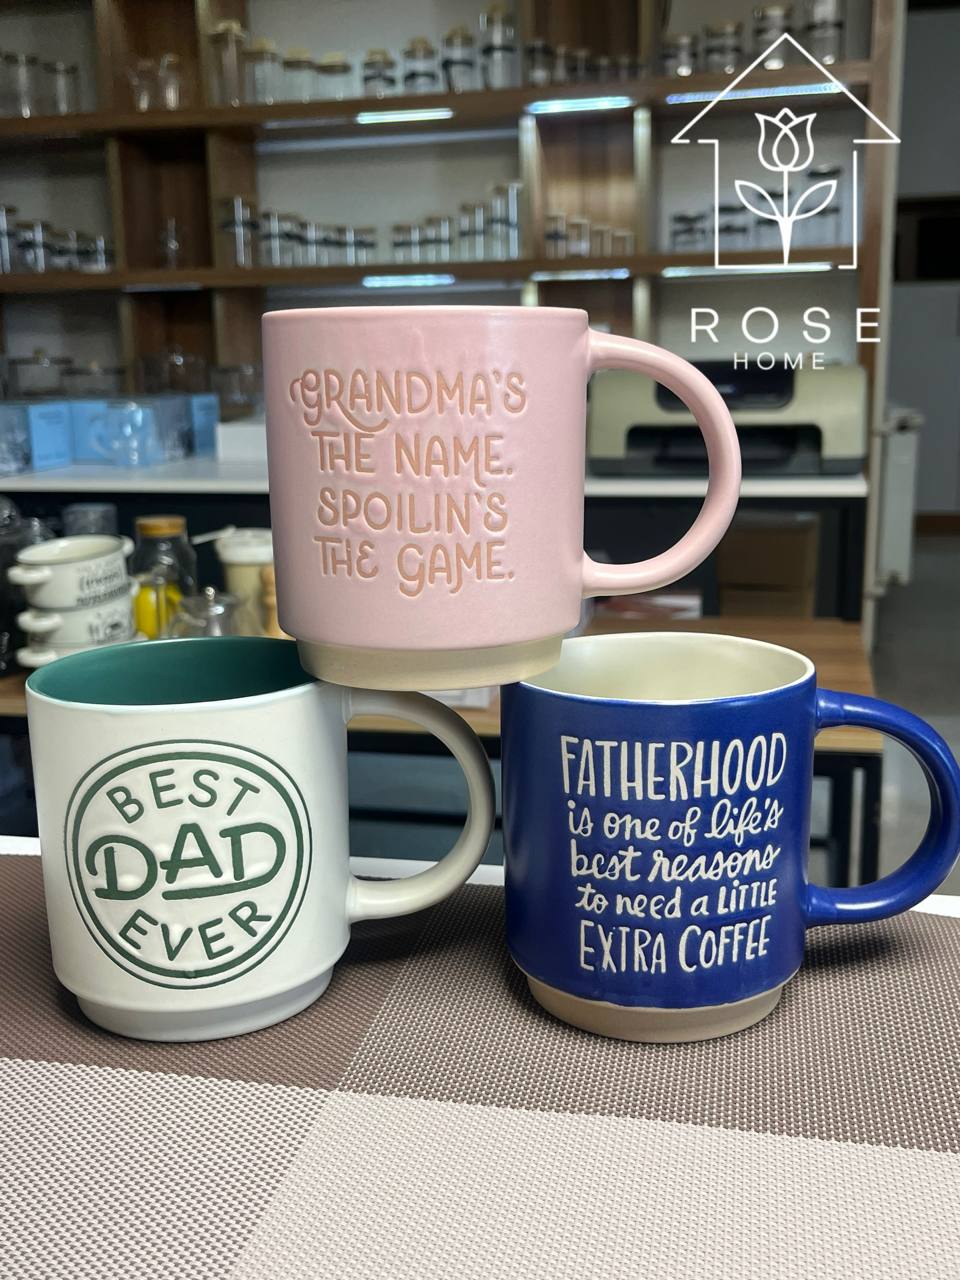 ROSE
HOME
GRANDMA'S
THE NAME.
SPOILIN'S
THE GAME.
BEST
DAD
EVER
FATHERHOOD
is one of life's
best reasons
to need a LITTLE
EXTRA COFFEE